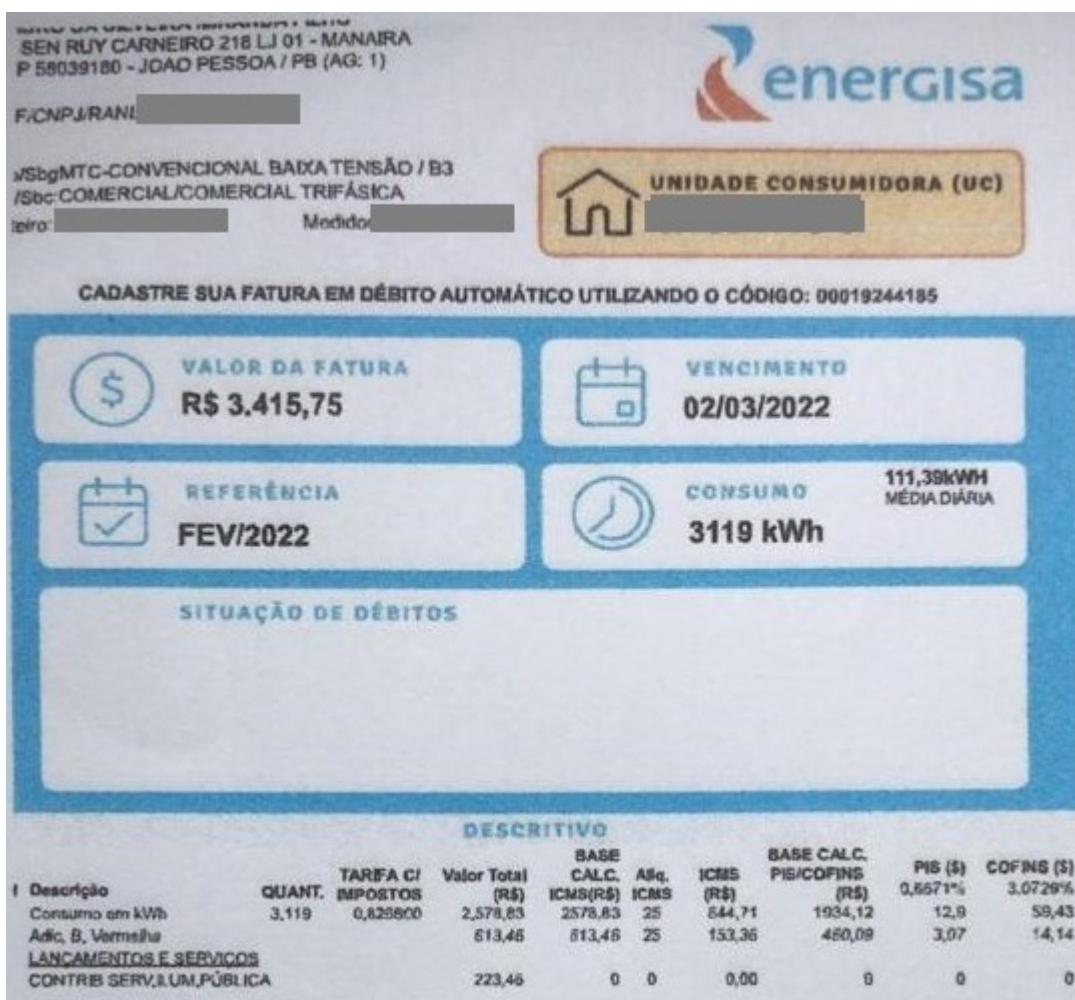 SEN RUY CARNEIRO 218 LJ 01 - MANAIRA
P 58039180 - JOAO PESSOA / PB (AG: 1)
energisa
F/CNPJ/RANI
/SbgMTC-CONVENCIONAL BAIXA TENSÃO / B3
/Sbc:COMERCIAL/COMERCIAL TRIFÁSICA
teiro: Medido
UNIDADE CONSUMIDORA (UC)
CADASTRE SUA FATURA EM DÉBITO AUTOMÁTICO UTILIZANDO O CÓDIGO: 00019244185
VALOR DA FATURA
R$ 3.415,75
VENCIMENTO
02/03/2022
REFERÊNCIA
FEV/2022
CONSUMO
3119 kWh
111,39kWH
MÉDIA DIÁRIA
SITUAÇÃO DE DÉBITOS
DESCRITIVO
Descrição QUANT. TARIFA C/ IMPOSTOS Valor Total (R$) BASE CALC. ICMS(R$) Alíq. ICMS ICMS (R$) BASE CALC. PIS/COFINS (R$) PIS ($) 0,6671% COFINS ($) 3,0729%
Consumo em kWh 3,119 0,826800 2,578,83 2578,83 25 644,71 1934,12 12,9 59,43
Adic, B, Vermelha 613,46 613,46 25 153,36 460,09 3,07 14,14
LANÇAMENTOS E SERVIÇOS
CONTRIB SERV,ILUM,PÚBLICA 223,46 0 0 0,00 0 0 0